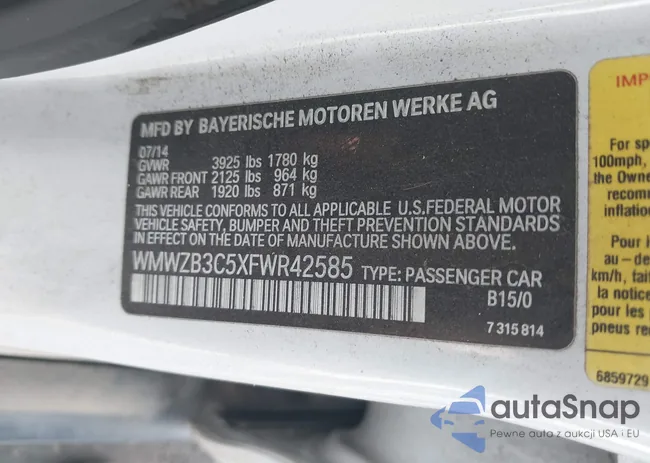 MFD BY BAYERISCHE MOTOREN WERKE AG
07/14
GVWR 3925 lbs 1780 kg
GAWR FRONT 2125 lbs 964 kg
GAWR REAR 1920 lbs 871 kg
THIS VEHICLE CONFORMS TO ALL APPLICABLE U.S.FEDERAL MOTOR
VEHICLE SAFETY, BUMPER, AND THEFT PREVENTION STANDARDS
IN EFFECT ON THE DATE OF MANUFACTURE SHOWN ABOVE.
WMWZB3C5XFWR42585 TYPE: PASSENGER CAR
B15/0
7 315 814
IMP
For sp
100mph,
the Owne
recom
inflation
Pour
au-de
km/h,
la notice
pour les
pneus re
6859729
autaSnap
Pewne auta z aukcji USA i EU